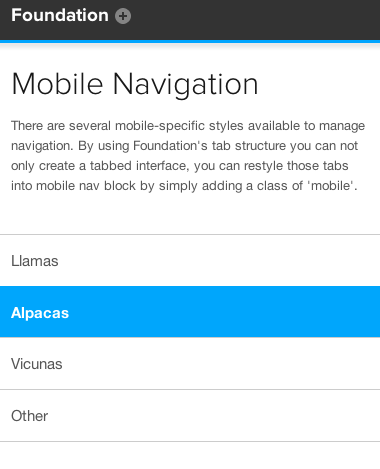 Foundation
Mobile Navigation
There are several mobile-specific styles available to manage
navigation. By using Foundation's tab structure you can not
only create a tabbed interface, you can restyle those tabs
into mobile nav block by simply adding a class of 'mobile'.
Llamas
Alpacas
Vicunas
Other